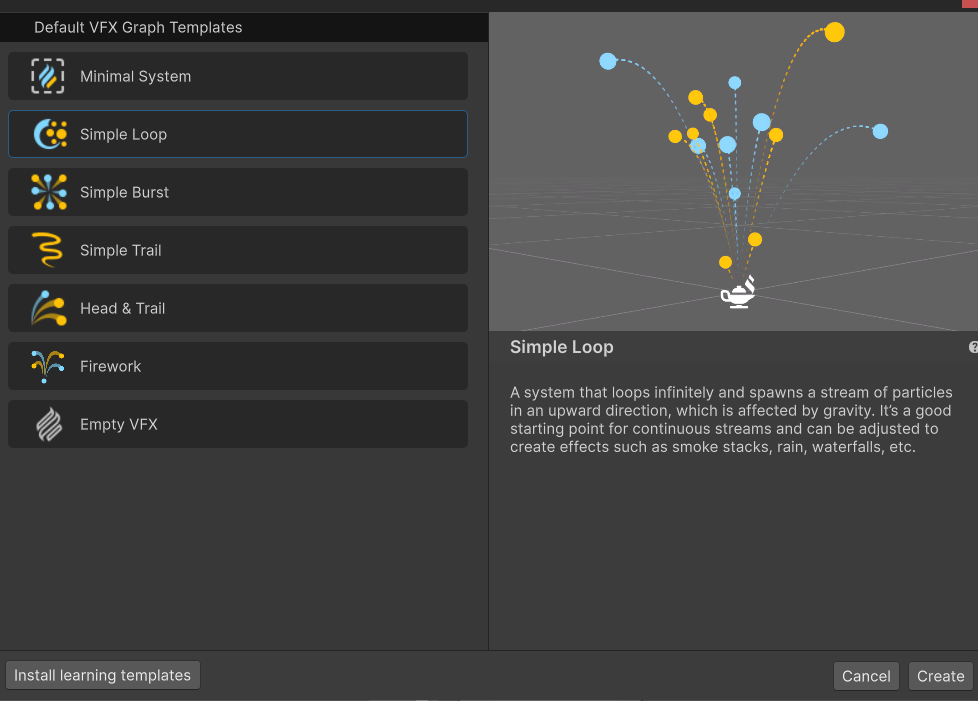 Default VFX Graph Templates
Minimal System
Simple Loop
Simple Burst
Simple Trail
Head & Trail
Firework
Empty VFX
Simple Loop
?
A system that loops infinitely and spawns a stream of particles
in an upward direction, which is affected by gravity. It's a good
starting point for continuous streams and can be adjusted to
create effects such as smoke stacks, rain, waterfalls, etc.
Install learning templates
Cancel
Create